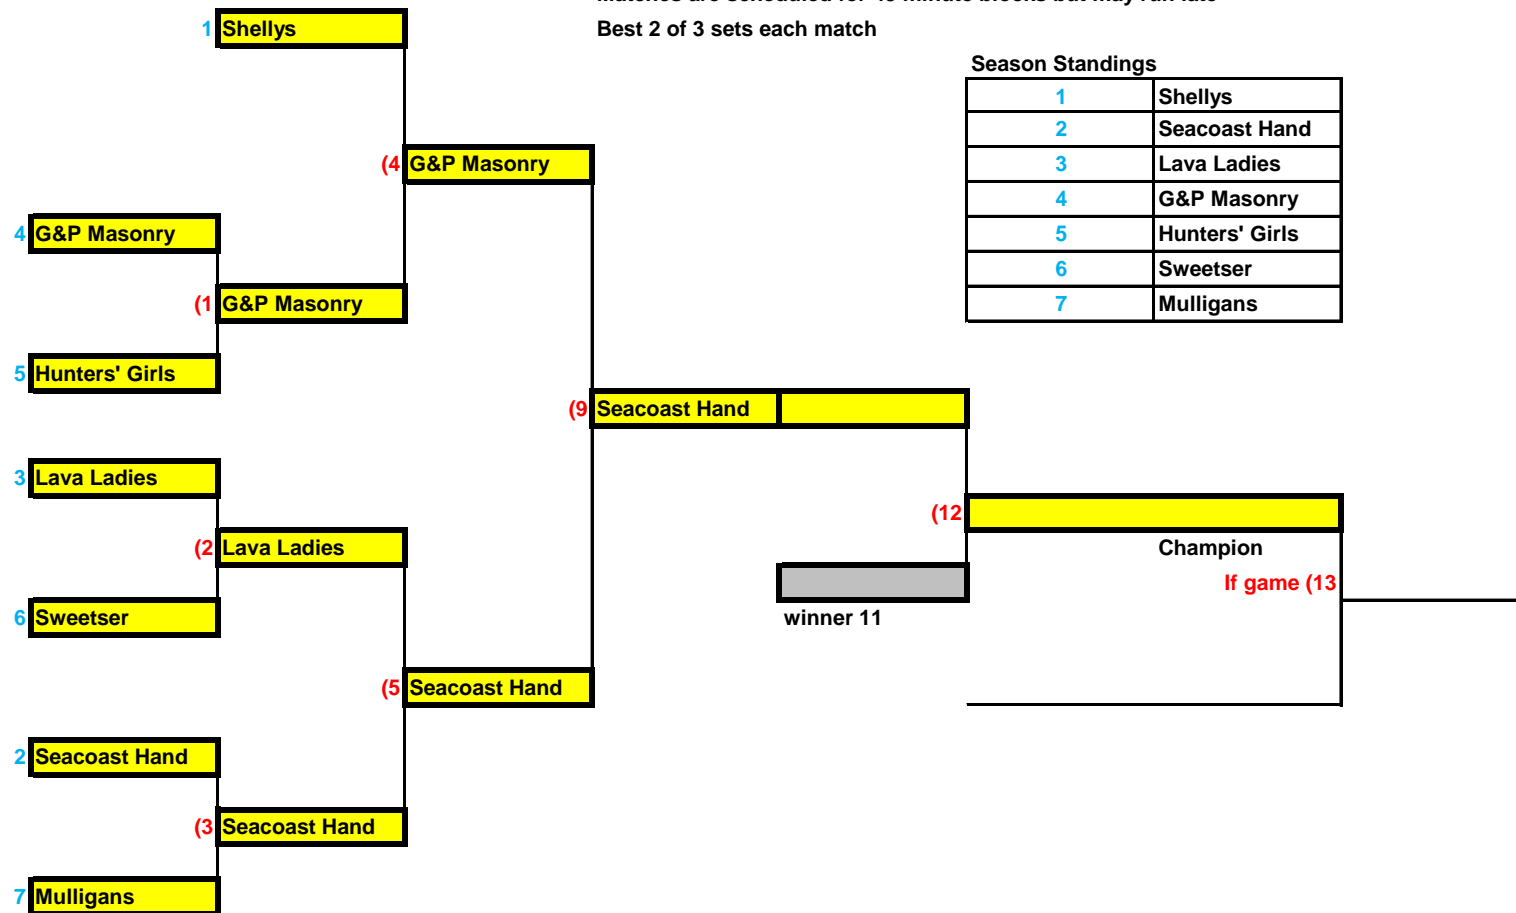 1 Shellys
Best 2 of 3 sets each match
Season Standings
1 Shellys
2 Seacoast Hand
3 Lava Ladies
4 G&P Masonry
5 Hunters' Girls
6 Sweetser
7 Mulligans
(4 G&P Masonry
4 G&P Masonry
(1 G&P Masonry
5 Hunters' Girls
(9 Seacoast Hand
3 Lava Ladies
(12
(2 Lava Ladies
Champion
If game (13
6 Sweetser
winner 11
(5 Seacoast Hand
2 Seacoast Hand
(3 Seacoast Hand
7 Mulligans